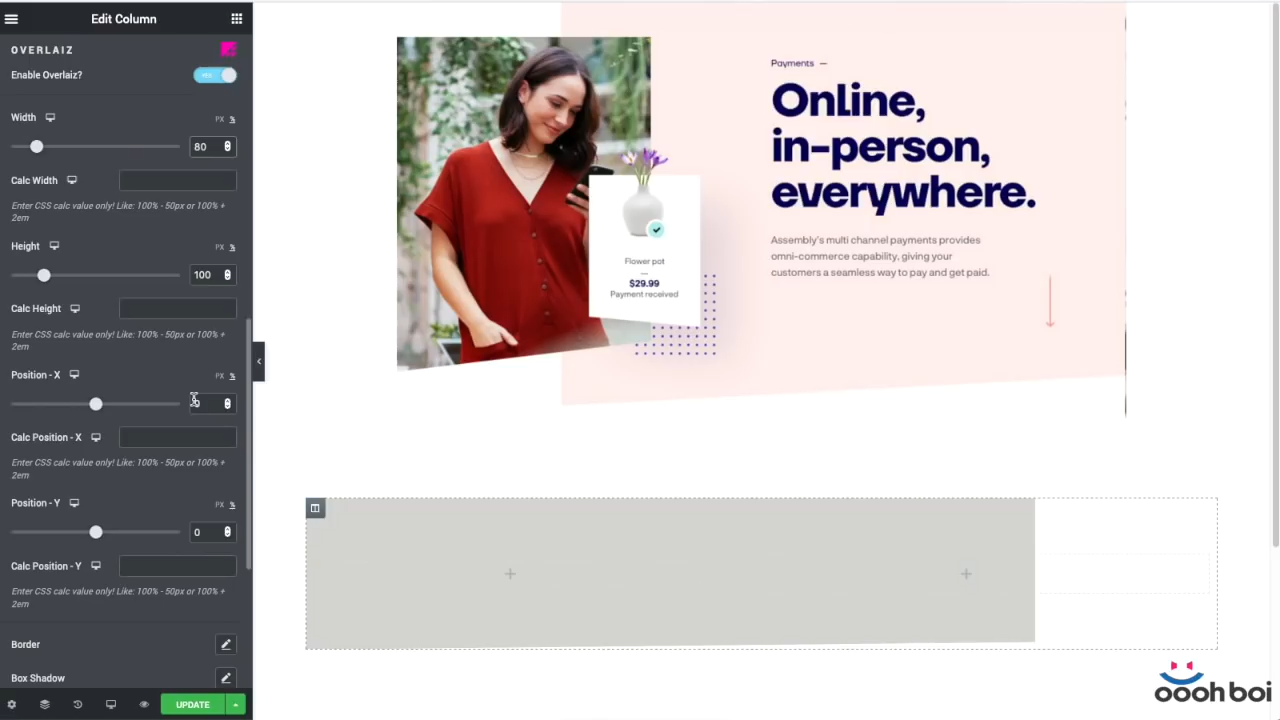 Edit Column
OVERLAIZ
Enable Overlaiz?
YES
Width
PX %
80
Calc Width
Enter CSS calc value only! Like: 100% - 50px or 100% +
2em
Height
PX %
100
Calc Height
Enter CSS calc value only! Like: 100% - 50px or 100% +
2em
Position - X
PX %
Calc Position - X
Enter CSS calc value only! Like: 100% - 50px or 100% +
2em
Position - Y
PX %
0
Calc Position - Y
Enter CSS calc value only! Like: 100% - 50px or 100% +
2em
Border
Box Shadow
UPDATE
Payments —
Online,
in-person,
everywhere.
Assembly's multi channel payments provides
omni-commerce capability, giving your
customers a seamless way to pay and get paid.
Flower pot
—
$29.99
Payment received
oooh boi